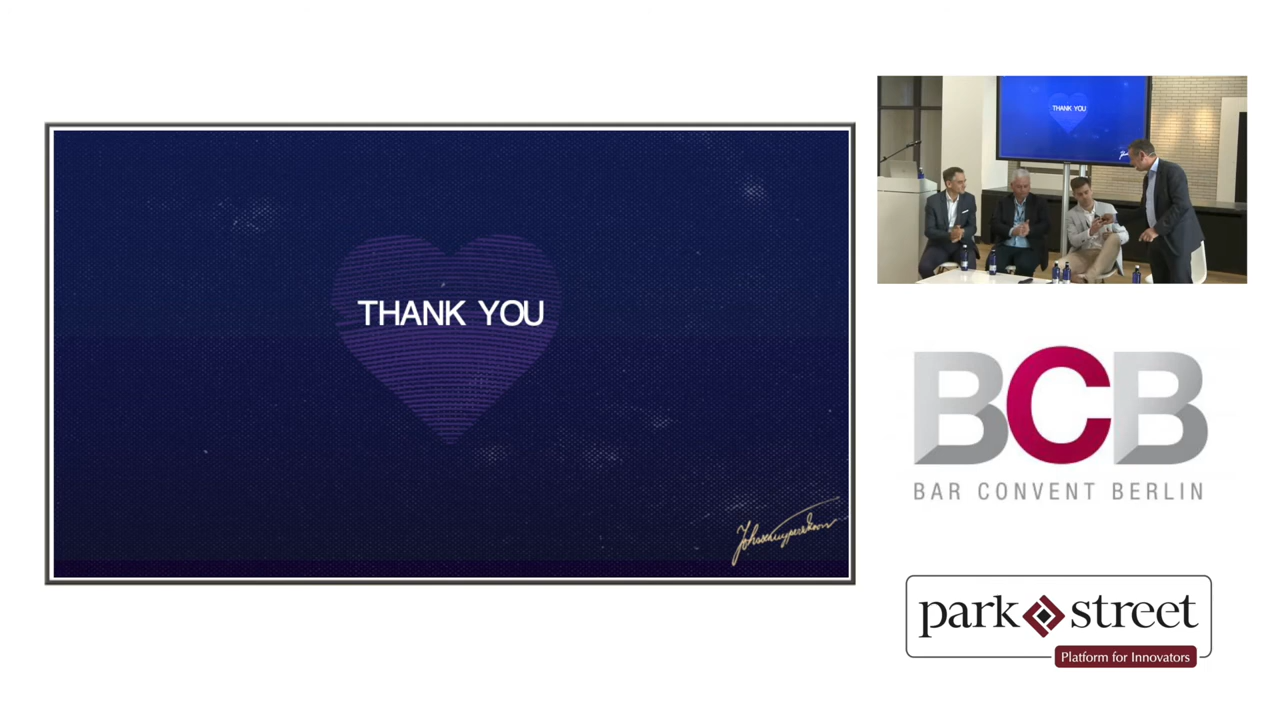 THANK YOU
THANK YOU
BCB
BAR CONVENT BERLIN
park street
Platform for Innovators